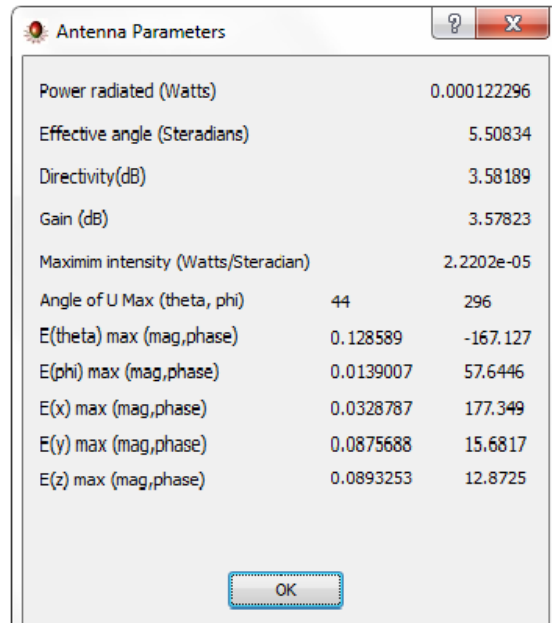 Antenna Parameters ? X
Power radiated (Watts) 0.000122296
Effective angle (Steradians) 5.50834
Directivity(dB) 3.58189
Gain (dB) 3.57823
Maximim intensity (Watts/Steradian) 2.2202e-05
Angle of U Max (theta, phi) 44 296
E(theta) max (mag,phase) 0.128589 -167.127
E(phi) max (mag,phase) 0.0139007 57.6446
E(x) max (mag,phase) 0.0328787 177.349
E(y) max (mag,phase) 0.0875688 15.6817
E(z) max (mag,phase) 0.0893253 12.8725
OK